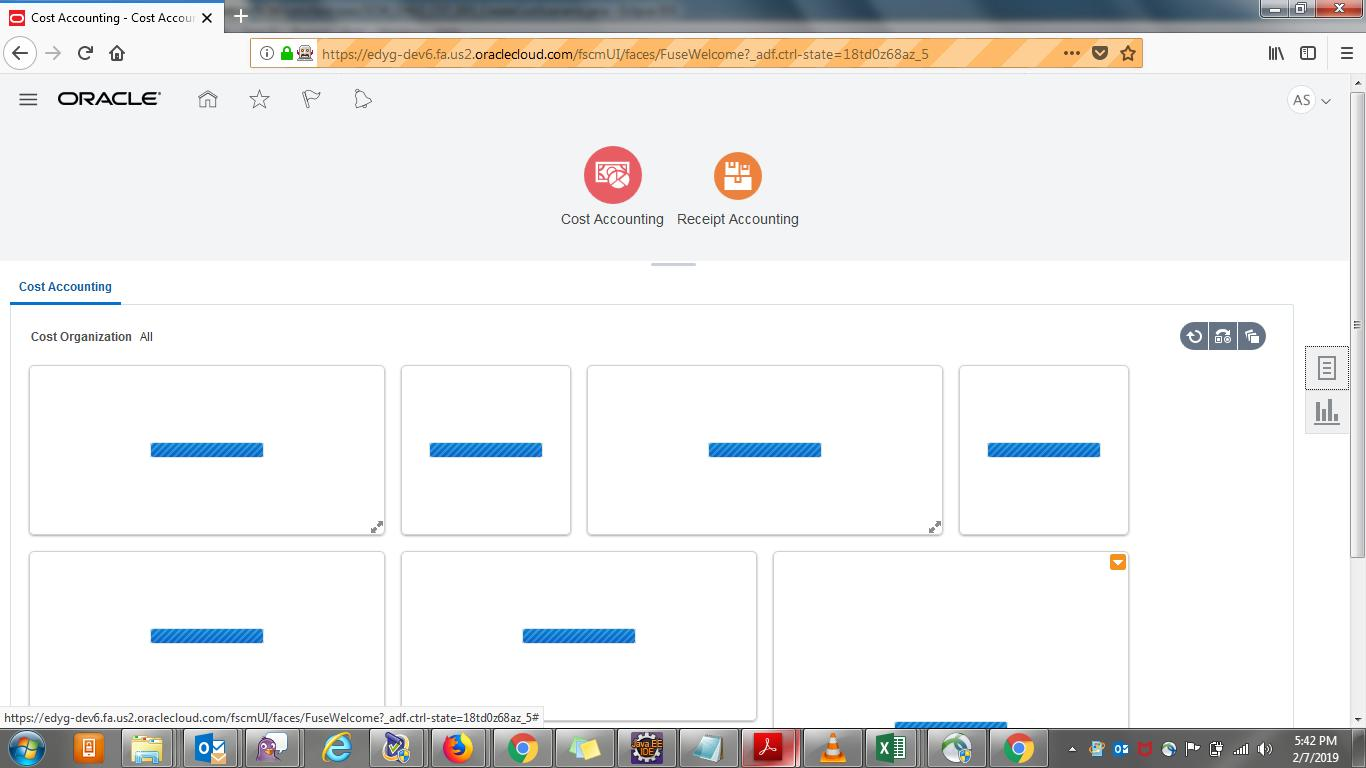 Cost Accounting - Cost Accour
https://edyg-dev6.fa.us2.oraclecloud.com/fscmUI/faces/FuseWelcome?_adf.ctrl-state=18td0z68az_5
ORACLE
AS
Cost Accounting
Receipt Accounting
Cost Accounting
Cost Organization All
https://edyg-dev6.fa.us2.oraclecloud.com/fscmUI/faces/FuseWelcome?_adf.ctrl-state=18td0z68az_5#
Java EE
IDE
5:42 PM
2/7/2019